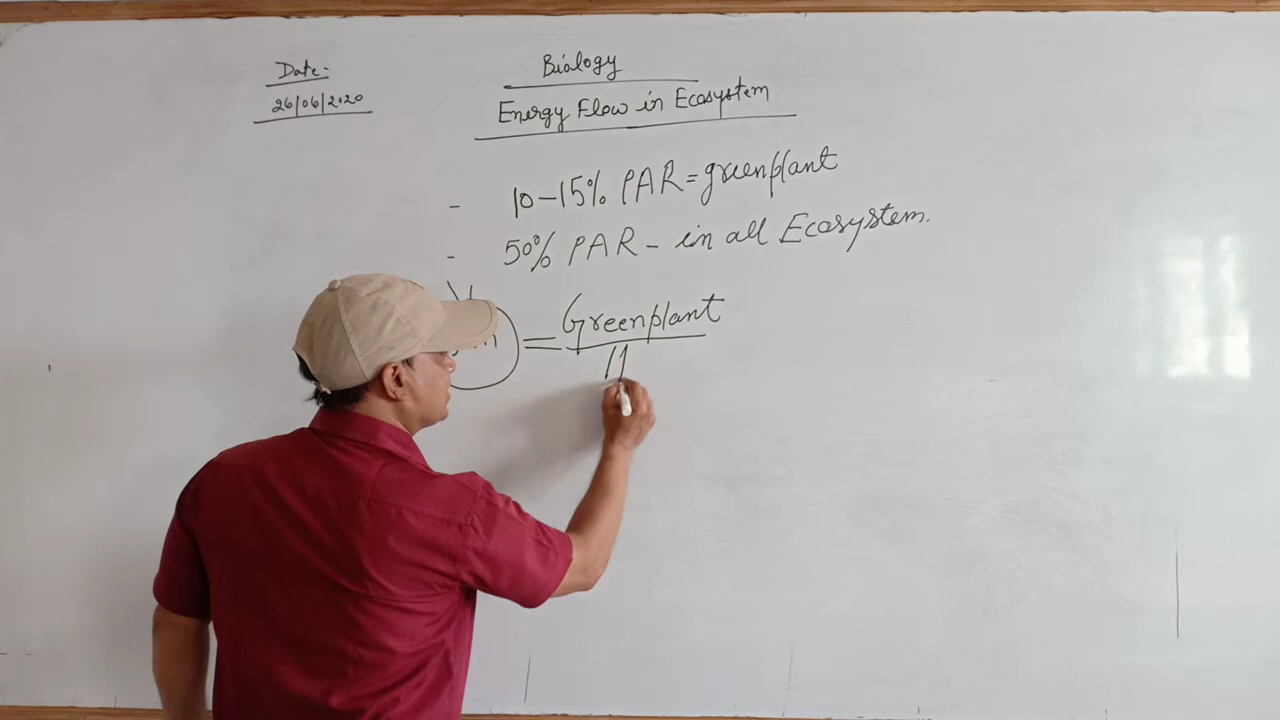 Date:-
26/06/2020
Biology
Energy Flow in Ecosystem
- 10-15% PAR = greenplant
- 50% PAR - in all Ecosystem.
= Greenplant